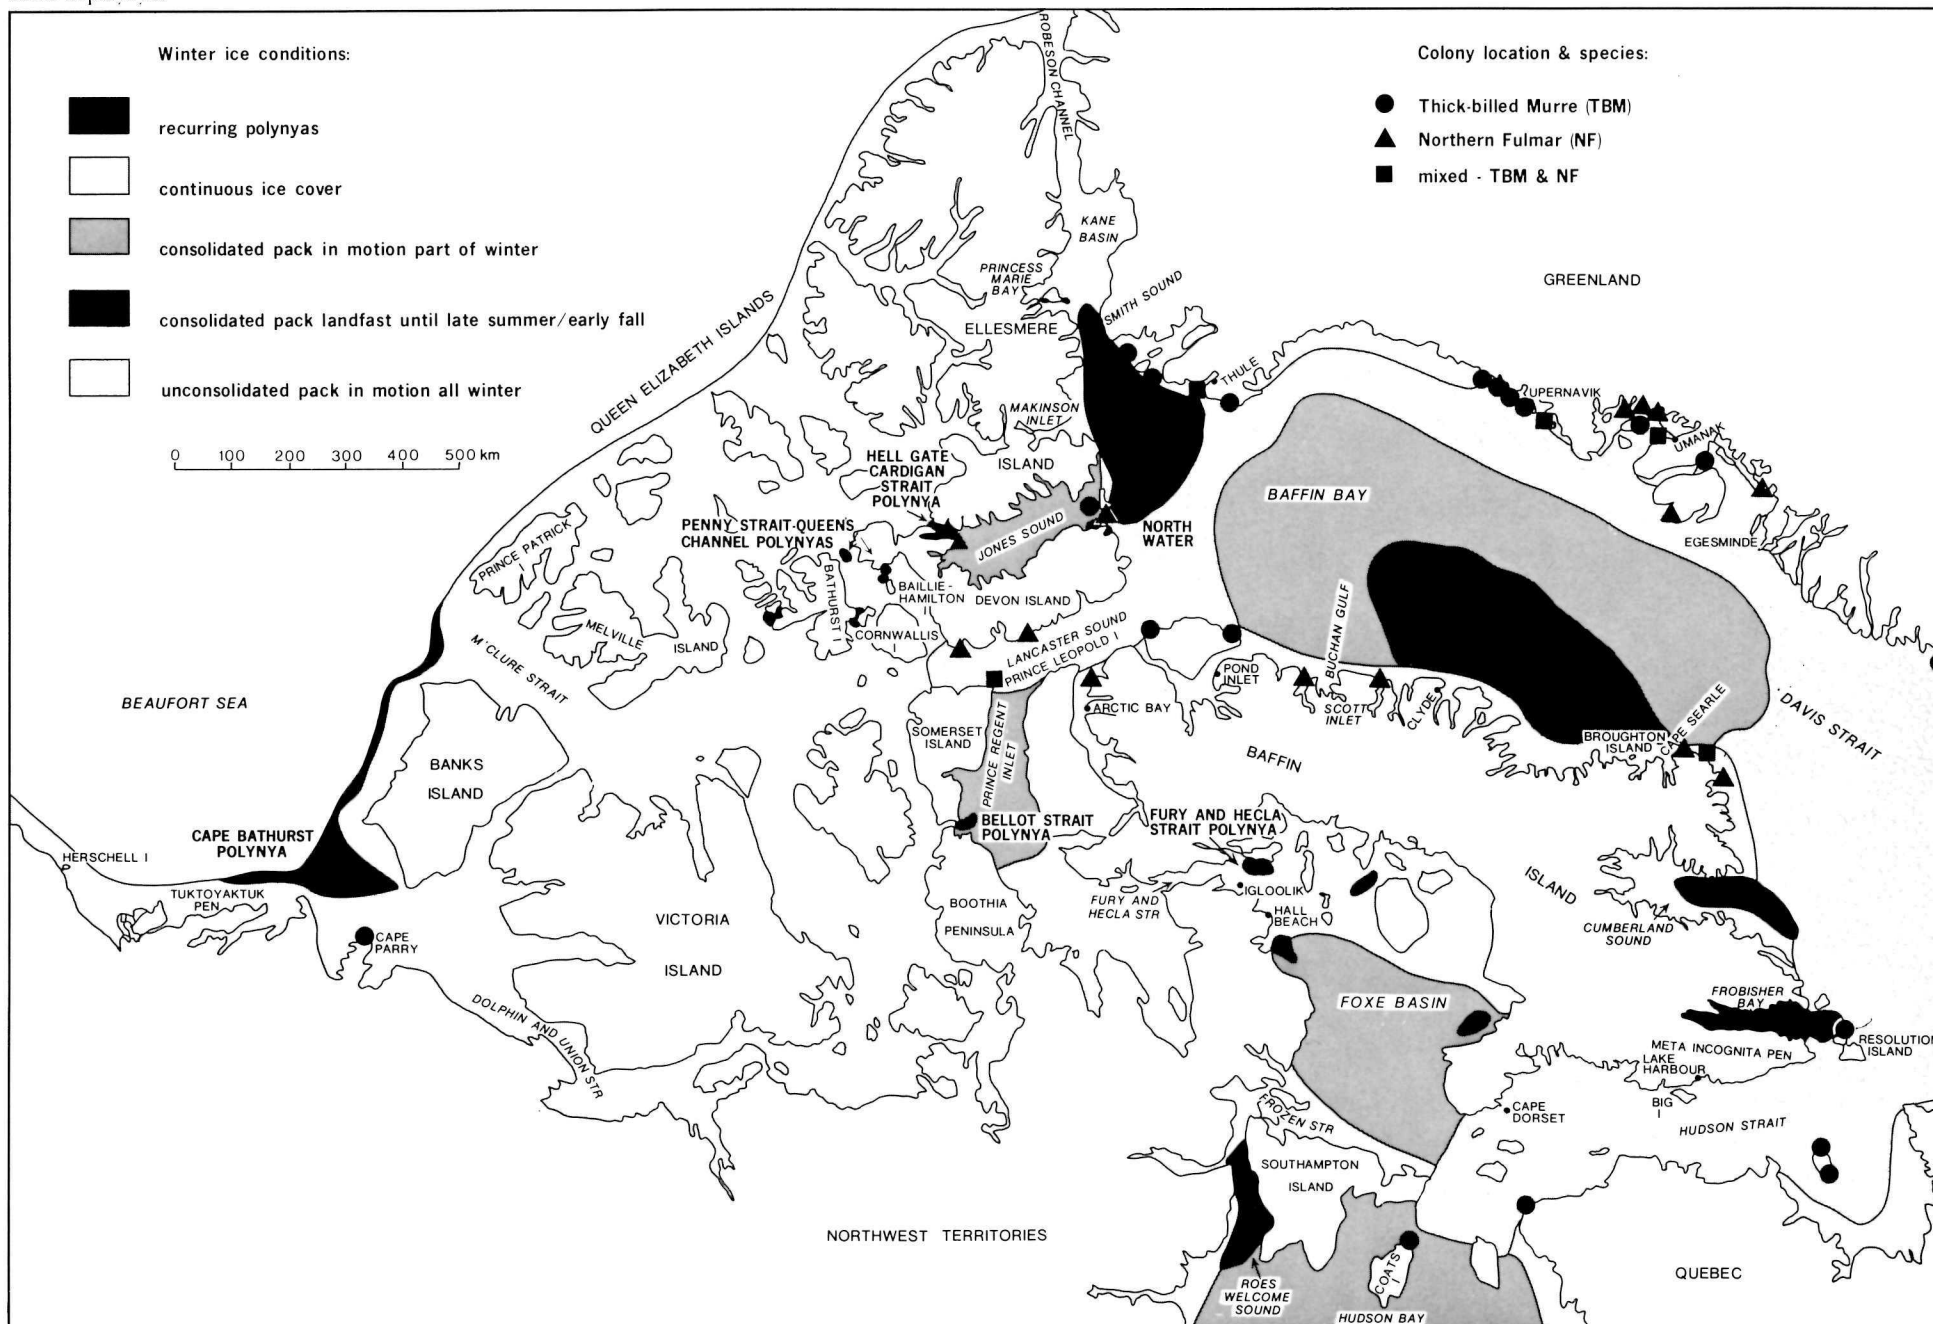 Winter ice conditions:
recurring polynyas
continuous ice cover
consolidated pack in motion part of winter
consolidated pack landfast until late summer/early fall
unconsolidated pack in motion all winter
0 100 200 300 400 500 km
Colony location & species:
Thick-billed Murre (TBM)
Northern Fulmar (NF)
mixed - TBM & NF
ROBESON CHANNEL
KANE
BASIN
PRINCESS
MARIE
BAY
SMITH SOUND
ELLESMERE
GREENLAND
QUEEN ELIZABETH ISLANDS
THULE
MAKINSON
INLET
UPERNAVIK
UMANAK
HELL GATE
CARDIGAN
STRAIT
POLYNYA
ISLAND
BAFFIN BAY
PENNY STRAIT-QUEENS
CHANNEL POLYNYAS
JONES SOUND
NORTH
WATER
EGESMINDE
PRINCE PATRICK
I
BATHURST I
BAILLIE-
HAMILTON
I
DEVON ISLAND
MELVILLE
ISLAND
CORNWALLIS
I
LANCASTER SOUND
PRINCE LEOPOLD I
BUCHAN GULF
M'CLURE STRAIT
POND
INLET
BEAUFORT SEA
ARCTIC BAY
SCOTT
INLET
CLYDE
CAPE SEARLE
DAVIS STRAIT
SOMERSET
ISLAND
PRINCE REGENT
INLET
BROUGHTON
ISLAND
BANKS
ISLAND
BAFFIN
CAPE BATHURST
POLYNYA
BELLOT STRAIT
POLYNYA
FURY AND HECLA
STRAIT POLYNYA
HERSCHELL I
TUKTOYAKTUK
PEN
IGLOOLIK
ISLAND
FURY AND
HECLA STR
HALL
BEACH
VICTORIA
ISLAND
BOOTHIA
PENINSULA
CUMBERLAND
SOUND
CAPE
PARRY
DOLPHIN AND UNION STR
FOXE BASIN
FROBISHER
BAY
RESOLUTION
ISLAND
META INCOGNITA PEN
LAKE
HARBOUR
BIG
I
FROZEN STR
CAPE
DORSET
HUDSON STRAIT
SOUTHAMPTON
ISLAND
NORTHWEST TERRITORIES
ROES
WELCOME
SOUND
COATS
I
QUEBEC
HUDSON BAY